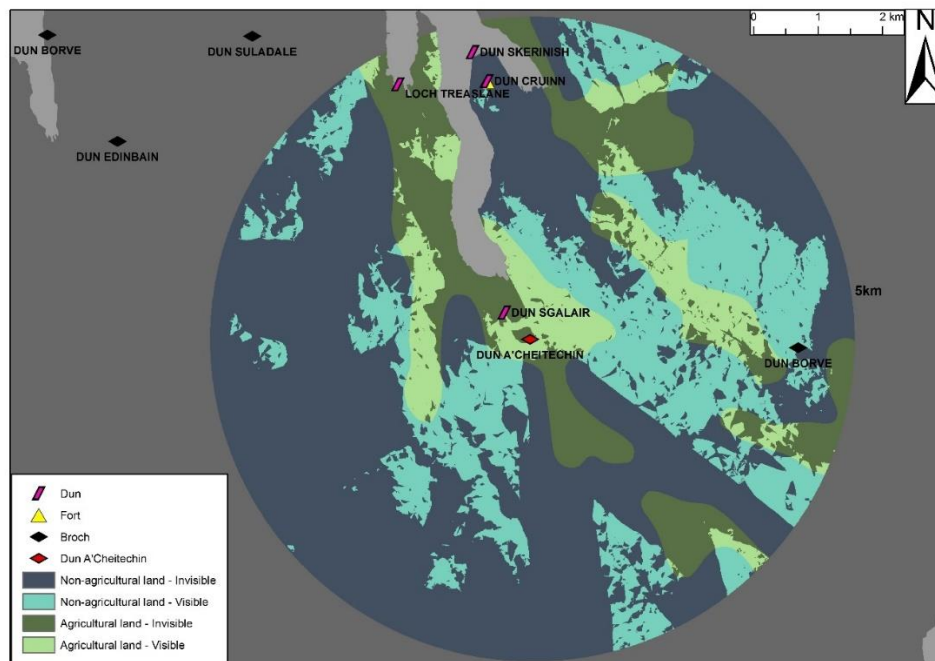 0 1 2 km
N
DUN BORVE
DUN SULADALE
DUN SKERINISH
DUN CRUINN
LOCH TREASLANE
DUN EDINBAIN
5km
DUN SGALAIR
DUN A'CHEITECHIN
DUN BORVE
Dun
Fort
Broch
Dun A'Cheitechin
Non-agricultural land - Invisible
Non-agricultural land - Visible
Agricultural land - Invisible
Agricultural land - Visible